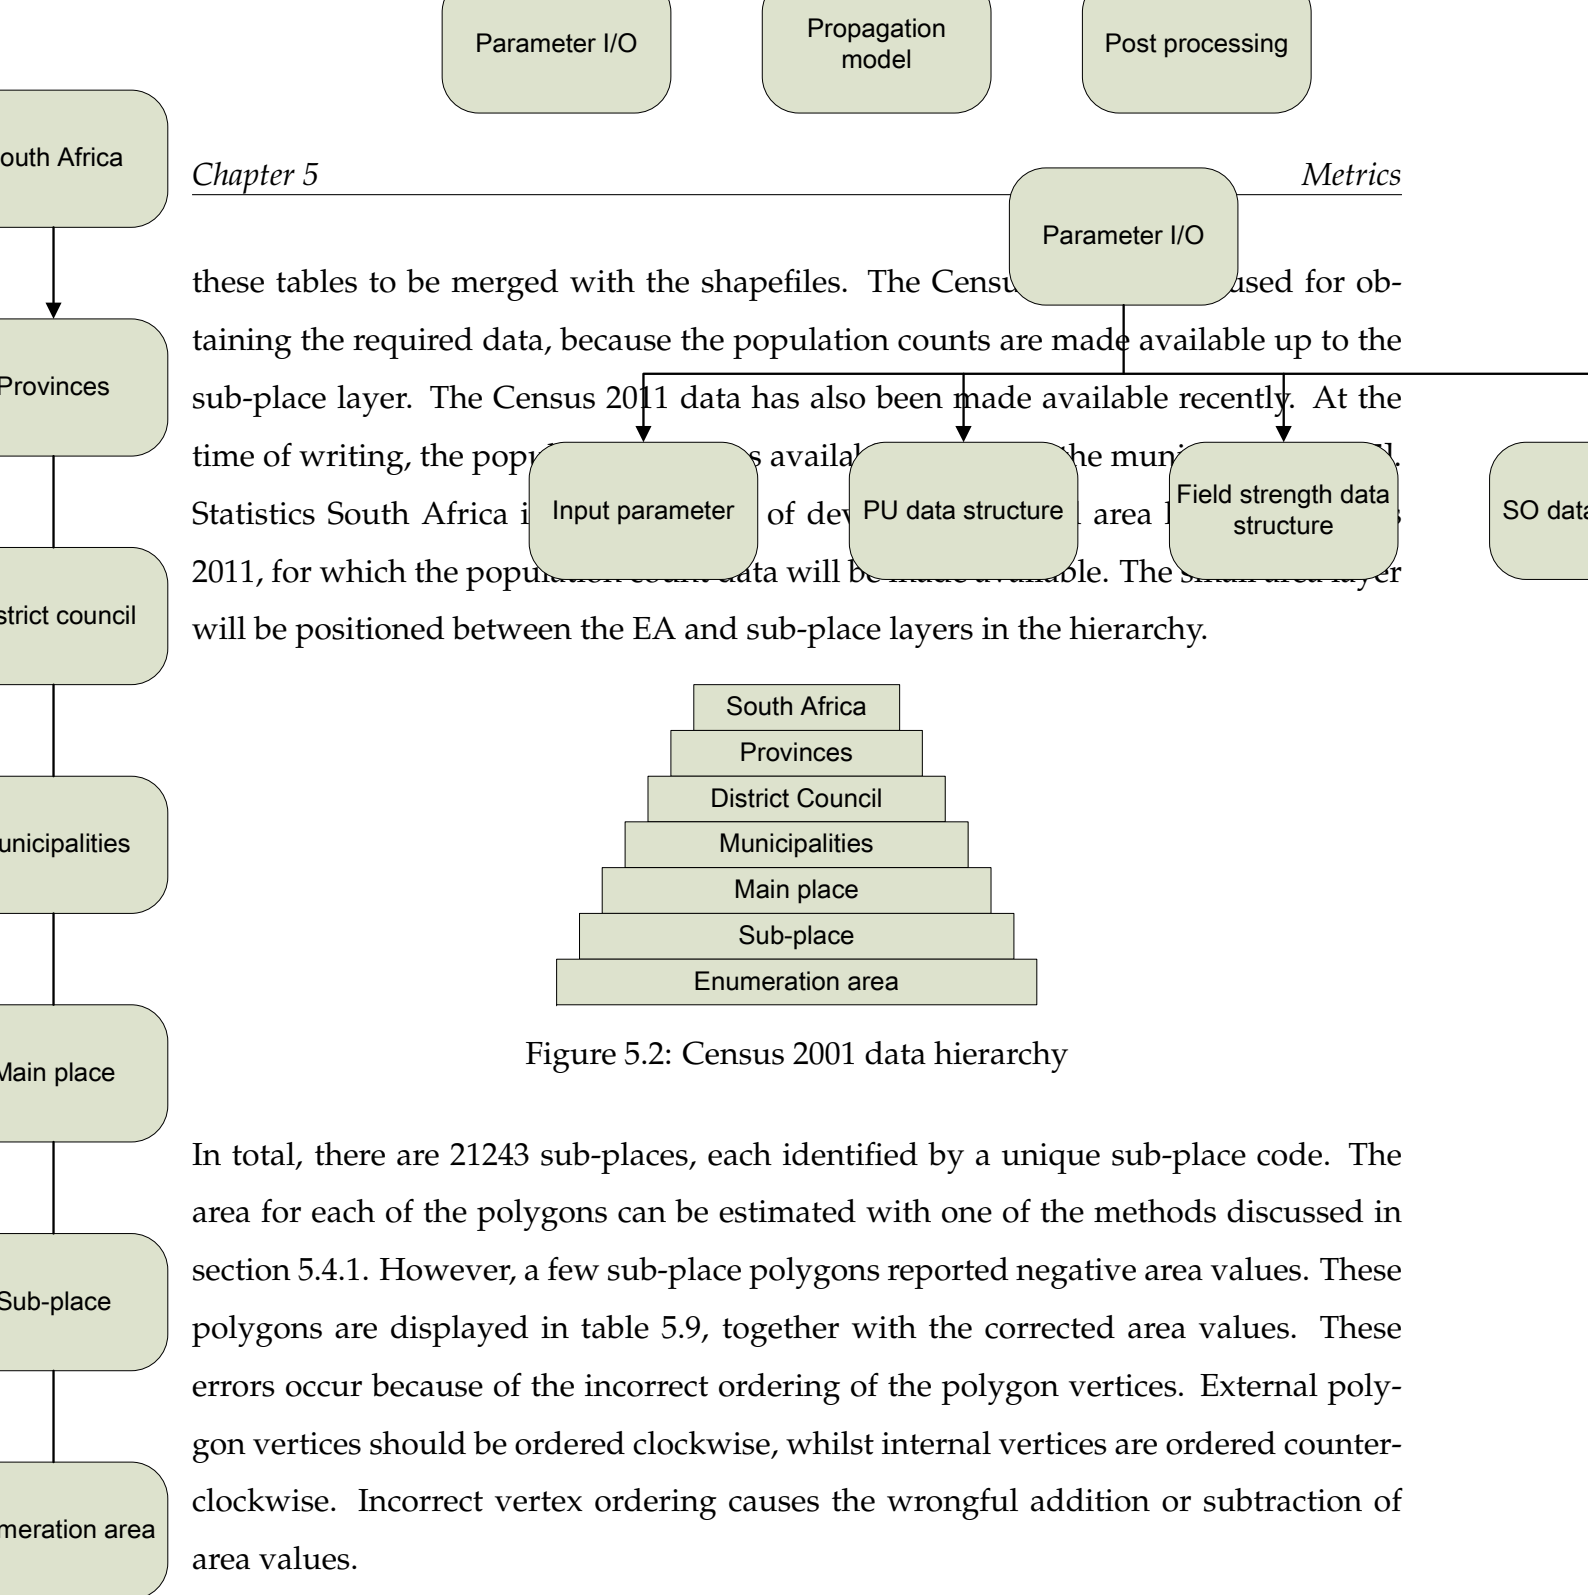 Parameter I/O
Propagation
model
Post processing
outh Africa
Chapter 5 Metrics
Parameter I/O
these tables to be merged with the shapefiles. The used for ob-
taining the required data, because the population counts are made available up to the
Provinces
sub-place layer. The Census 2011 data has also been made available recently. At the
time of writing, the
Statistics South Africa of area
Input parameter
PU data structure
Field strength data
structure
SO data
2011, for which the data will The
will be positioned between the EA and sub-place layers in the hierarchy.
strict council
South Africa
Provinces
District Council
Municipalities
Main place
Sub-place
Enumeration area
unicipalities
Figure 5.2: Census 2001 data hierarchy
Main place
In total, there are 21243 sub-places, each identified by a unique sub-place code. The
area for each of the polygons can be estimated with one of the methods discussed in
section 5.4.1. However, a few sub-place polygons reported negative area values. These
Sub-place
polygons are displayed in table 5.9, together with the corrected area values. These
errors occur because of the incorrect ordering of the polygon vertices. External poly-
gon vertices should be ordered clockwise, whilst internal vertices are ordered counter-
clockwise. Incorrect vertex ordering causes the wrongful addition or subtraction of
meration area
area values.